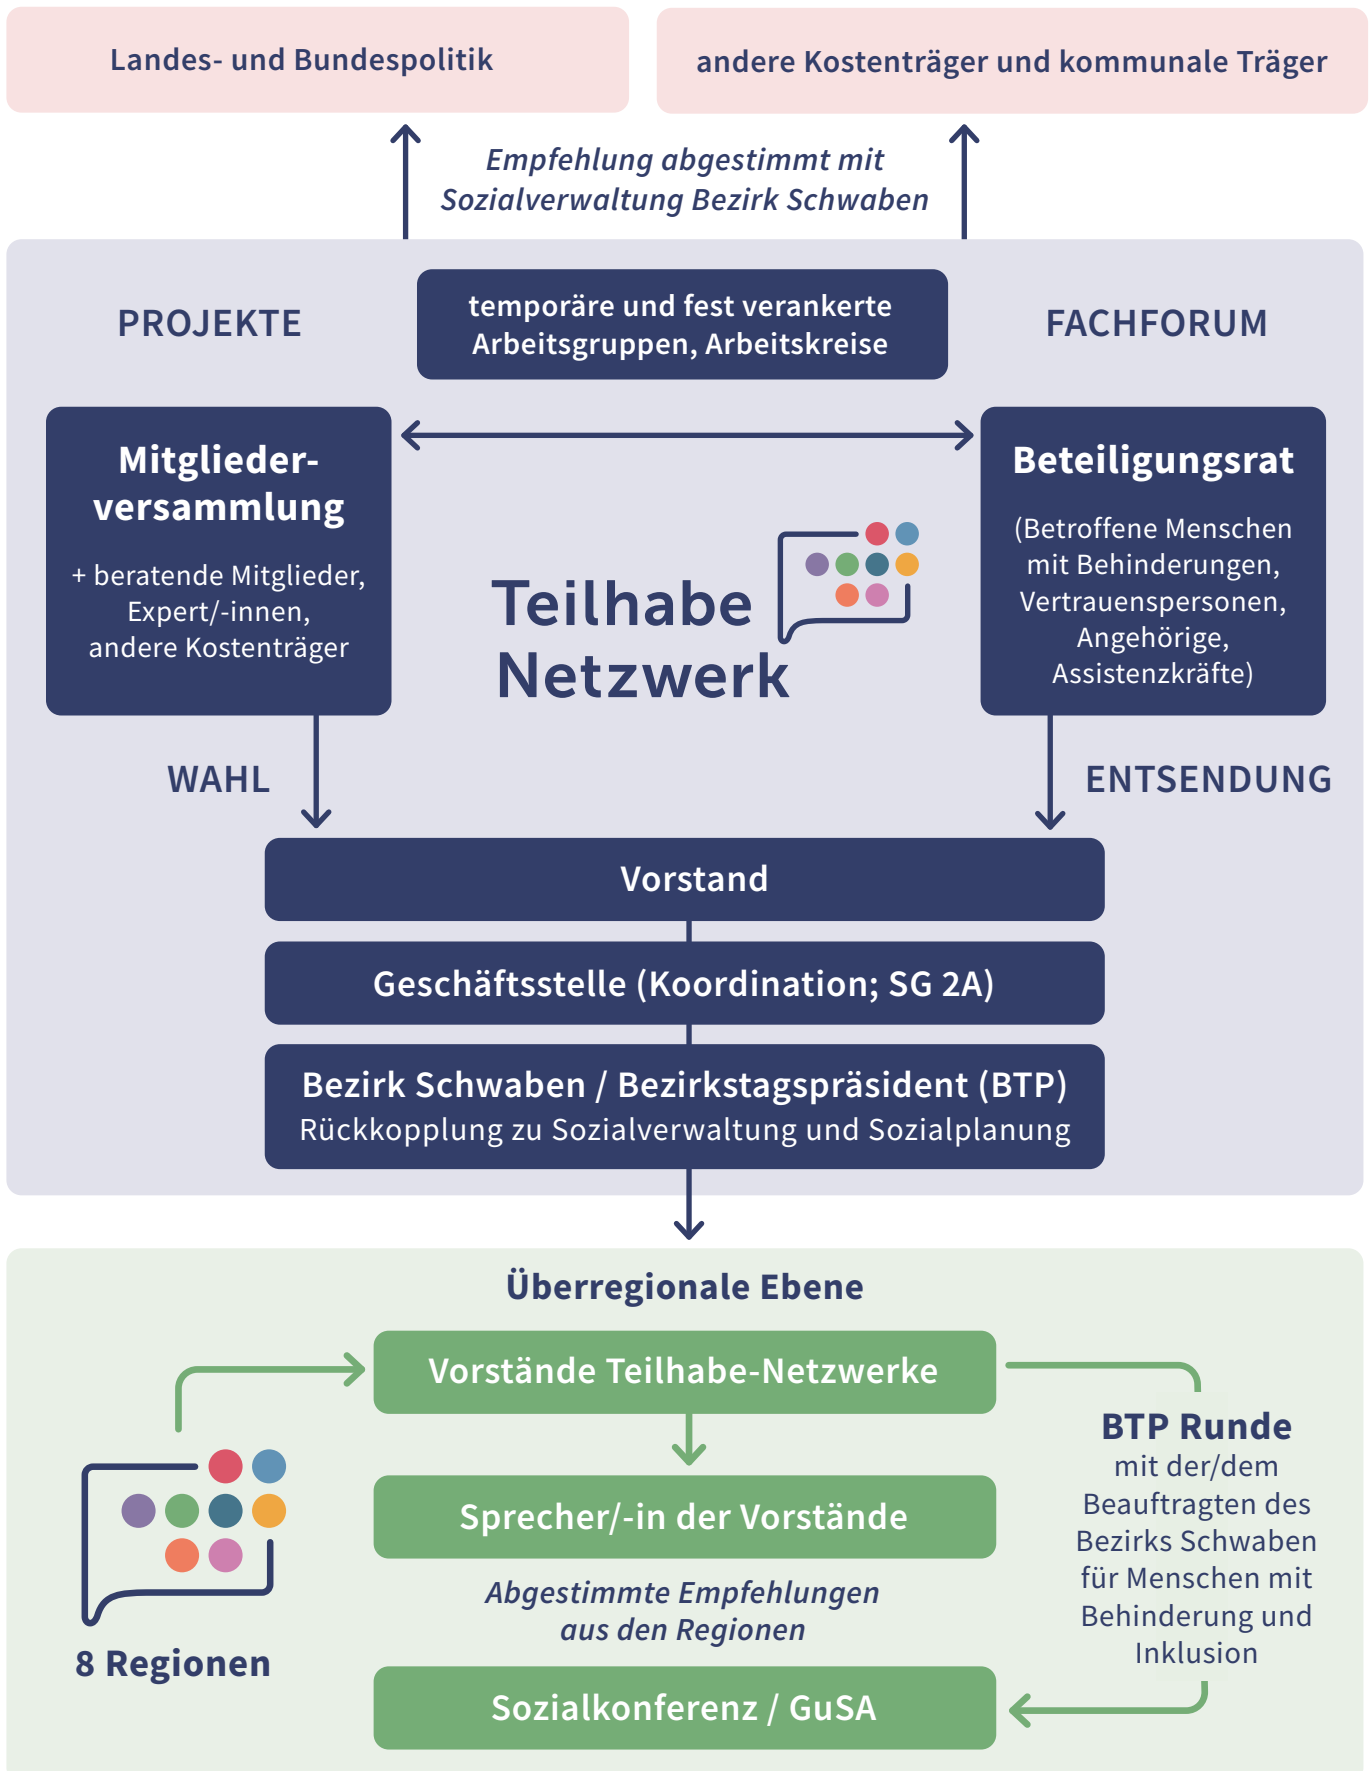 Landes- und Bundespolitik
andere Kostenträger und kommunale Träger
Empfehlung abgestimmt mit
Sozialverwaltung Bezirk Schwaben
PROJEKTE
temporäre und fest verankerte
Arbeitsgruppen, Arbeitskreise
FACHFORUM
Mitglieder-
versammlung
+ beratende Mitglieder,
Expert/-innen,
andere Kostenträger
Teilhabe
Netzwerk
Beteiligungsrat
(Betroffene Menschen
mit Behinderungen,
Vertrauenspersonen,
Angehörige,
Assistenzkräfte)
WAHL
ENTSENDUNG
Vorstand
Geschäftsstelle (Koordination; SG 2A)
Bezirk Schwaben / Bezirkstagspräsident (BTP)
Rückkopplung zu Sozialverwaltung und Sozialplanung
Überregionale Ebene
Vorstände Teilhabe-Netzwerke
Sprecher/-in der Vorstände
Abgestimmte Empfehlungen
aus den Regionen
Sozialkonferenz / GuSA
8 Regionen
BTP Runde
mit der/dem
Beauftragten des
Bezirks Schwaben
für Menschen mit
Behinderung und
Inklusion